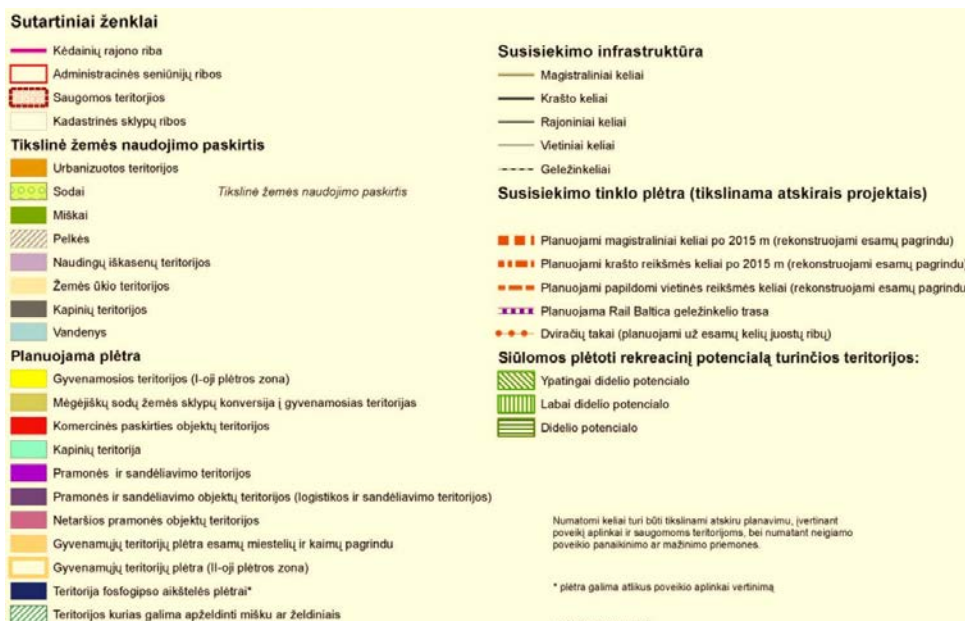 Sutartiniai ženklai
Kėdainių rajono riba
Administracinės seniūnijų ribos
Saugomos teritorjios
Kadastrinės sklypų ribos
Tikslinė žemės naudojimo paskirtis
Urbanizuotos teritorijos
Sodai
Tikslinė žemės naudojimo paskirtis
Miškai
Pelkės
Naudingų iškasenų teritorijos
Žemės ūkio teritorijos
Kapinių teritorijos
Vandenys
Planuojama plėtra
Gyvenamosios teritorijos (I-oji plėtros zona)
Mėgėjiškų sodų žemės sklypų konversija į gyvenamosias teritorijas
Komercinės paskirties objektų teritorijos
Kapinių teritorija
Pramonės ir sandėliavimo teritorijos
Pramonės ir sandėliavimo objektų teritorijos (logistikos ir sandėliavimo teritorijos)
Netaršios pramonės objektų teritorijos
Gyvenamųjų teritorijų plėtra esamų miestelių ir kaimų pagrindu
Gyvenamųjų teritorijų plėtra (II-oji plėtros zona)
Teritorija fosfogipso aikštelės plėtrai*
Teritorijos kurias galima apželdinti mišku ar želdiniais
Susisiekimo infrastruktūra
Magistraliniai keliai
Krašto keliai
Rajoniniai keliai
Vietiniai keliai
Geležinkeliai
Susisiekimo tinklo plėtra (tikslinama atskirais projektais)
Planuojami magistraliniai keliai po 2015 m (rekonstruojami esamų pagrindu)
Planuojami krašto reikšmės keliai po 2015 m (rekonstruojami esamų pagrindu)
Planuojami papildomi vietinės reikšmės keliai (rekonstruojami esamų pagrindu
Planuojama Rail Baltica geležinkelio trasa
Dviračių takai (planuojami už esamų kelių juostų ribų)
Siūlomos plėtoti rekreacinį potencialą turinčios teritorijos:
Ypatingai didelio potencialo
Labai didelio potencialo
Didelio potencialo
Numatomi keliai turi būti tikslinami atskiru planavimu, įvertinant
poveikį aplinkai ir saugomoms teritorijoms, bei numatant neigiamo
poveikio panaikinimo ar mažinimo priemones.
* plėtra galima atlikus poveikio aplinkai vertinimą